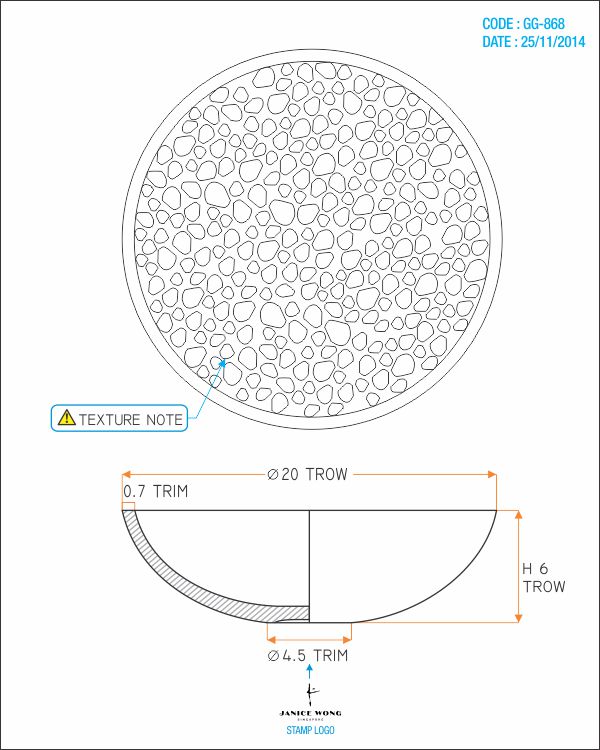 CODE : GG-868
DATE : 25/11/2014
TEXTURE NOTE
∅20 TROW
0.7 TRIM
H 6
TROW
∅4.5 TRIM
JANICE WONG
SINGAPORE
STAMP LOGO